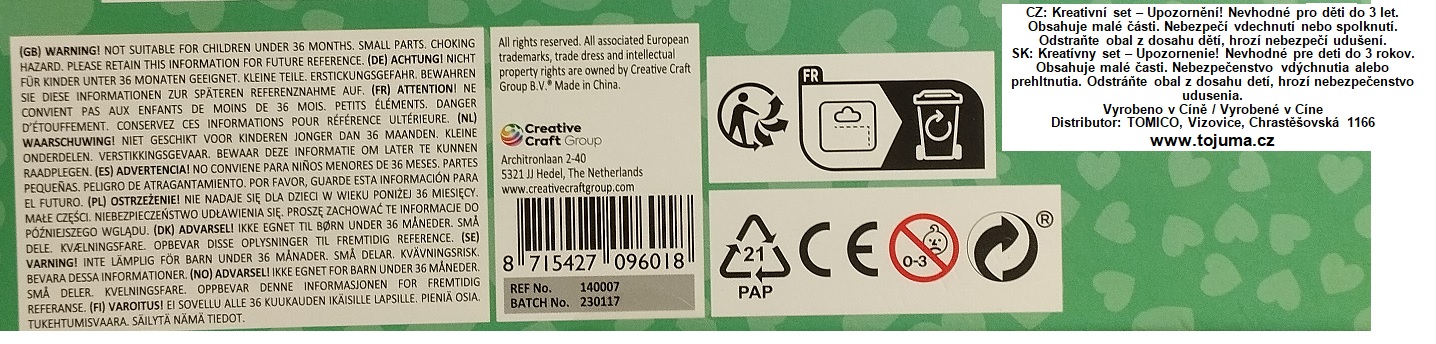 (GB) WARNING! NOT SUITABLE FOR CHILDREN UNDER 36 MONTHS. SMALL PARTS. CHOKING
HAZARD. PLEASE RETAIN THIS INFORMATION FOR FUTURE REFERENCE. (DE) ACHTUNG! NICHT
FÜR KINDER UNTER 36 MONATEN GEEIGNET. KLEINE TEILE. ERSTICKUNGSGEFAHR. BEWAHREN
SIE DIESE INFORMATIONEN ZUR SPÄTEREN REFERENZNAHME AUF. (FR) ATTENTION! NE
CONVIENT PAS AUX ENFANTS DE MOINS DE 36 MOIS. PETITS ÉLÉMENTS. DANGER
D'ÉTOUFFEMENT. CONSERVEZ CES INFORMATIONS POUR RÉFÉRENCE ULTÉRIEURE. (NL)
WAARSCHUWING! NIET GESCHIKT VOOR KINDEREN JONGER DAN 36 MAANDEN. KLEINE
ONDERDELEN. VERSTIKKINGSGEVAAR. BEWAAR DEZE INFORMATIE OM LATER TE KUNNEN
RAADPLEGEN. (ES) ADVERTENCIA! NO CONVIENE PARA NIÑOS MENORES DE 36 MESES. PARTES
PEQUEÑAS. PELIGRO DE ATRAGANTAMIENTO. POR FAVOR, GUARDE ESTA INFORMACIÓN PARA
EL FUTURO. (PL) OSTRZEŻENIE! NIE NADAJE SIĘ DLA DZIECI W WIEKU PONIŻEJ 36 MIESIĘCY.
MAŁE CZĘŚCI. NIEBEZPIECZEŃSTWO UDŁAWIENIA SIĘ. PROSZĘ ZACHOWAĆ TE INFORMACJE DO
PÓŹNIEJSZEGO WGLĄDU. (DK) ADVARSEL! IKKE EGNET TIL BØRN UNDER 36 MÅNEDER. SMÅ
DELE. KVÆLNINGSFARE. OPBEVAR DISSE OPLYSNINGER TIL FREMTIDIG REFERENCE. (SE)
VARNING! INTE LÄMPLIG FÖR BARN UNDER 36 MÅNADER. SMÅ DELAR. KVÄVNINGSRISK.
BEVARA DESSA INFORMATIONER. (NO) ADVARSEL! IKKE EGNET FOR BARN UNDER 36 MÅNEDER.
SMÅ DELER. KVELNINGSFARE. OPPBEVAR DENNE INFORMASJONEN FOR FREMTIDIG
REFERANSE. (FI) VAROITUS! EI SOVELLU ALLE 36 KUUKAUDEN IKÄISILLE LAPSILLE. PIENIÄ OSIA.
TUKEHTUMISVAARA. SÄILYTÄ NÄMÄ TIEDOT.
All rights reserved. All associated European
trademarks, trade dress and intellectual
property rights are owned by Creative Craft
Group B.V.® Made in China.
Creative
Craft Group
Architronlaan 2-40
5321 JJ Hedel, The Netherlands
www.creativecraftgroup.com
8 715427 096018
REF No. 140007
BATCH No. 230117
FR
21
PAP
CE
0-3
®
CZ: Kreativní set – Upozornění! Nevhodné pro děti do 3 let.
Obsahuje malé části. Nebezpečí vdechnutí nebo spolknutí.
Odstraňte obal z dosahu dětí, hrozí nebezpečí udušení.
SK: Kreatívny set – Upozornenie! Nevhodné pre deti do 3 rokov.
Obsahuje malé časti. Nebezpečenstvo vdýchnutia alebo
prehltnutia. Odstráňte obal z dosahu detí, hrozí nebezpečenstvo
udusenia.
Vyrobeno v Číně / Vyrobené v Číne
Distributor: TOMICO, Vizovice, Chrastěšovská 1166
www.tojuma.cz